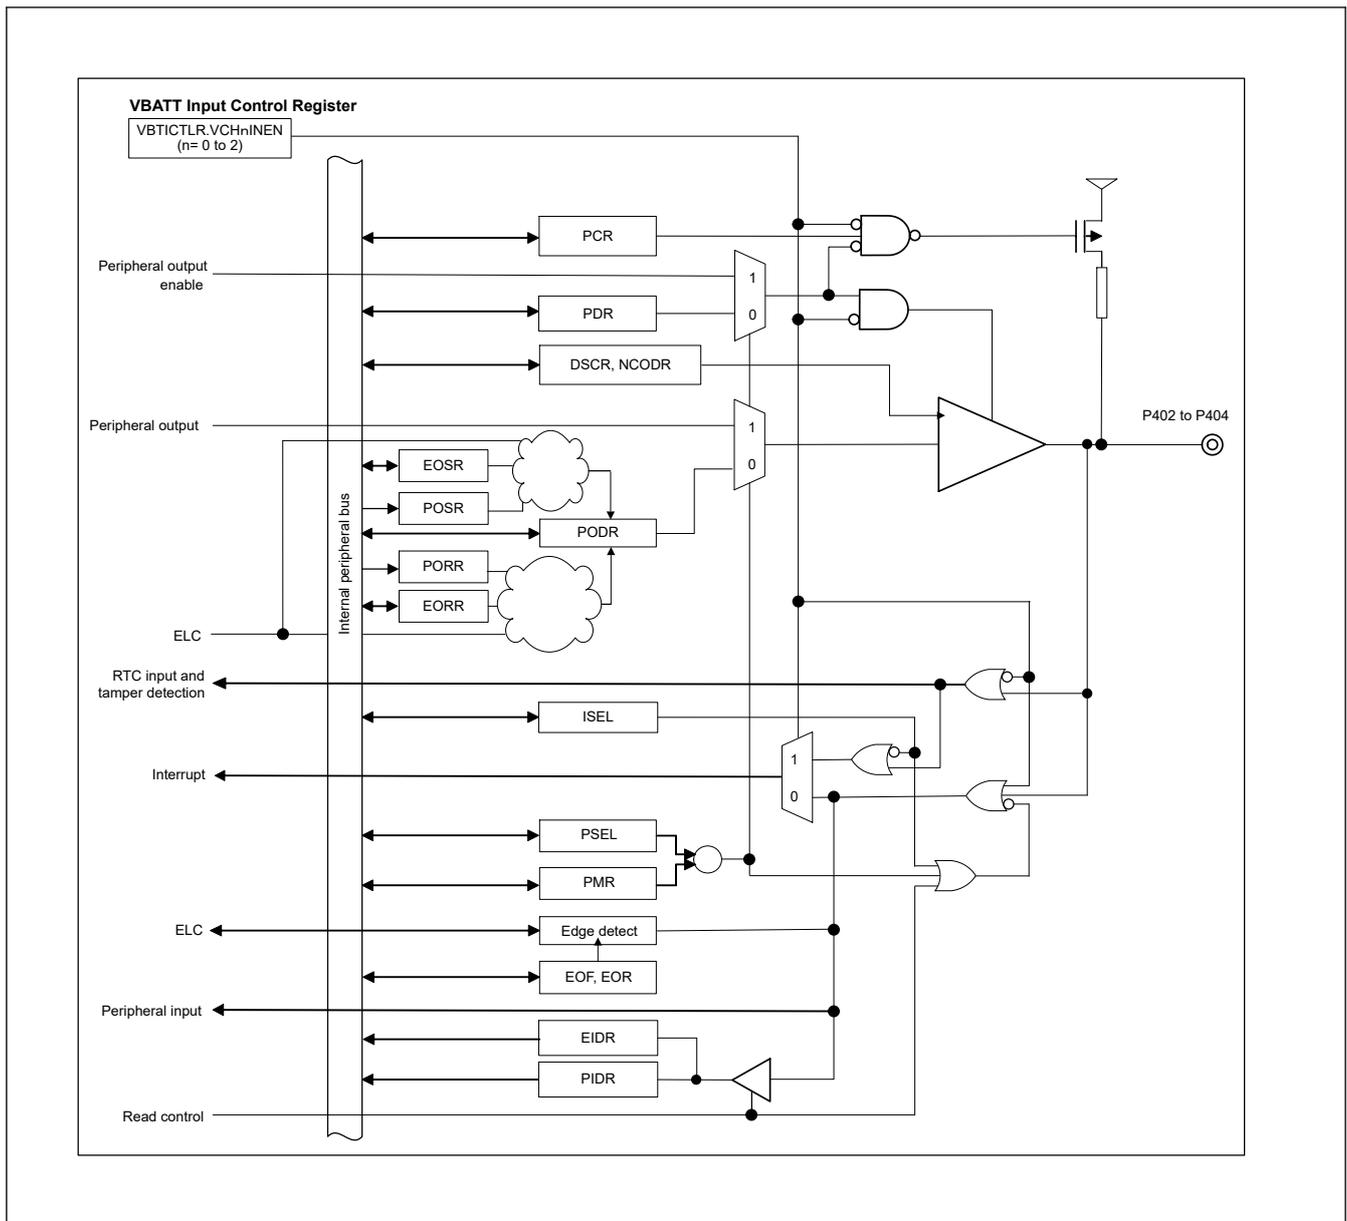 VBATT Input Control Register
VBTICTLR.VCHnINEN
(n= 0 to 2)
PCR
Peripheral output
enable
1
0
PDR
DSCR, NCODR
Peripheral output
1
0
P402 to P404
EOSR
POSR
PODR
Internal peripheral bus
PORR
EORR
ELC
RTC input and
tamper detection
ISEL
Interrupt
1
0
PSEL
PMR
ELC
Edge detect
EOF, EOR
Peripheral input
EIDR
PIDR
Read control